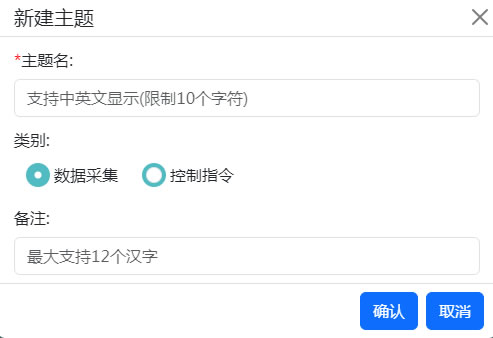 新建主题
*主题名:
支持中英文显示(限制10个字符)
类别:
数据采集 控制指令
备注:
最大支持12个汉字
确认 取消